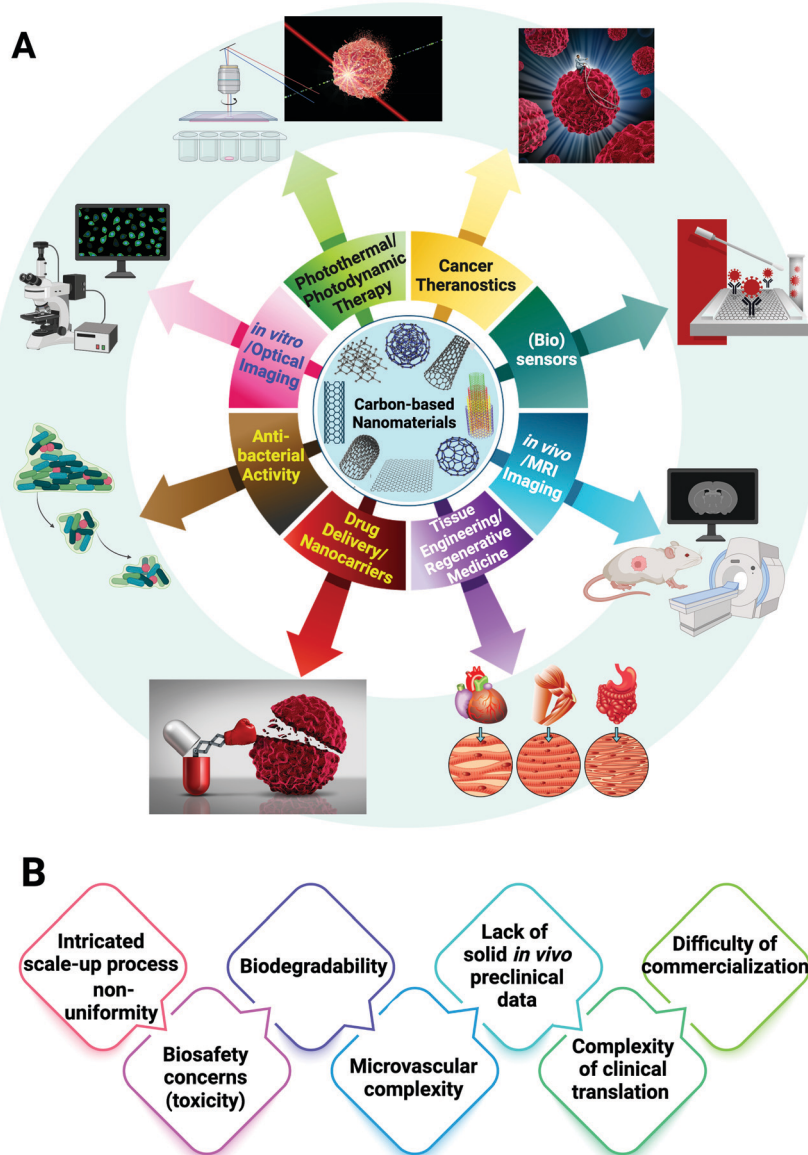 A
Photothermal/
Photodynamic
Therapy
Cancer
Theranostics
(Bio)
sensors
in vivo
/MRI
Imaging
Tissue
Engineering/
Regenerative
Medicine
Drug
Delivery/
Nanocarriers
Anti-
bacterial
Activity
in vitro
/Optical
Imaging
Carbon-based
Nanomaterials
B
Intricated
scale-up process
non-
uniformity
Biosafety
concerns
(toxicity)
Biodegradability
Microvascular
complexity
Lack of
solid in vivo
preclinical
data
Complexity
of clinical
translation
Difficulty of
commercialization